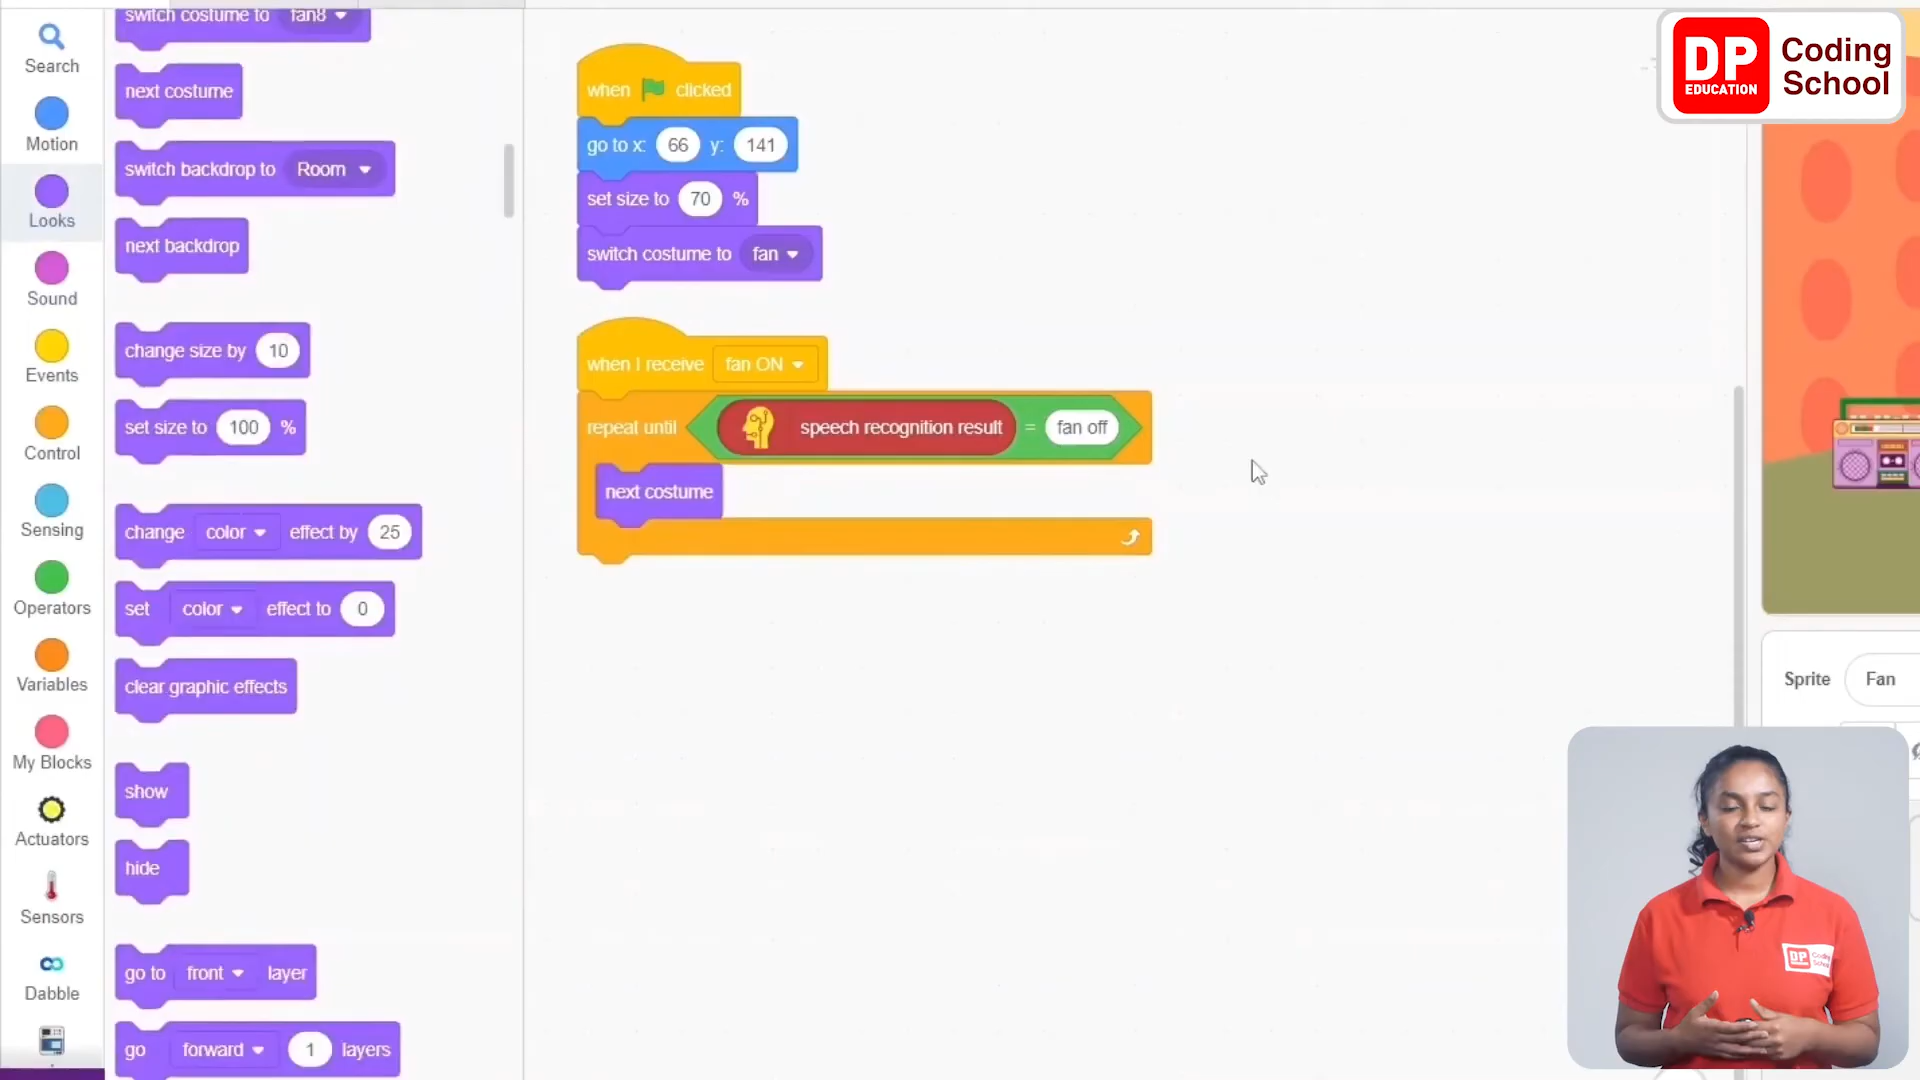 switch costume to fan8
Search
next costume
Motion
switch backdrop to Room
Looks
next backdrop
Sound
change size by 10
Events
set size to 100 %
Control
change color effect by 25
Sensing
set color effect to 0
Operators
clear graphic effects
Variables
My Blocks
show
Actuators
hide
Sensors
go to front layer
Dabble
go forward 1 layers
when clicked
go to x: 66 y: 141
set size to 70 %
switch costume to fan
when I receive fan ON
repeat until speech recognition result = fan off
next costume
DP
EDUCATION
Coding
School
Sprite Fan
DP